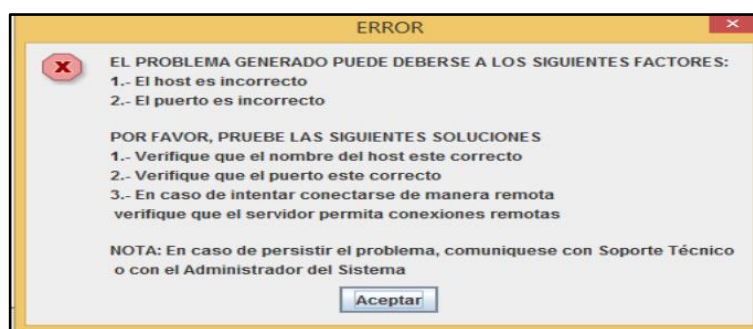 ERROR
EL PROBLEMA GENERADO PUEDE DEBERSE A LOS SIGUIENTES FACTORES:
1.- El host es incorrecto
2.- El puerto es incorrecto
POR FAVOR, PRUEBE LAS SIGUIENTES SOLUCIONES
1.- Verifique que el nombre del host este correcto
2.- Verifique que el puerto este correcto
3.- En caso de intentar conectarse de manera remota
verifique que el servidor permita conexiones remotas
NOTA: En caso de persistir el problema, comuniquese con Soporte Técnico
o con el Administrador del Sistema
Aceptar